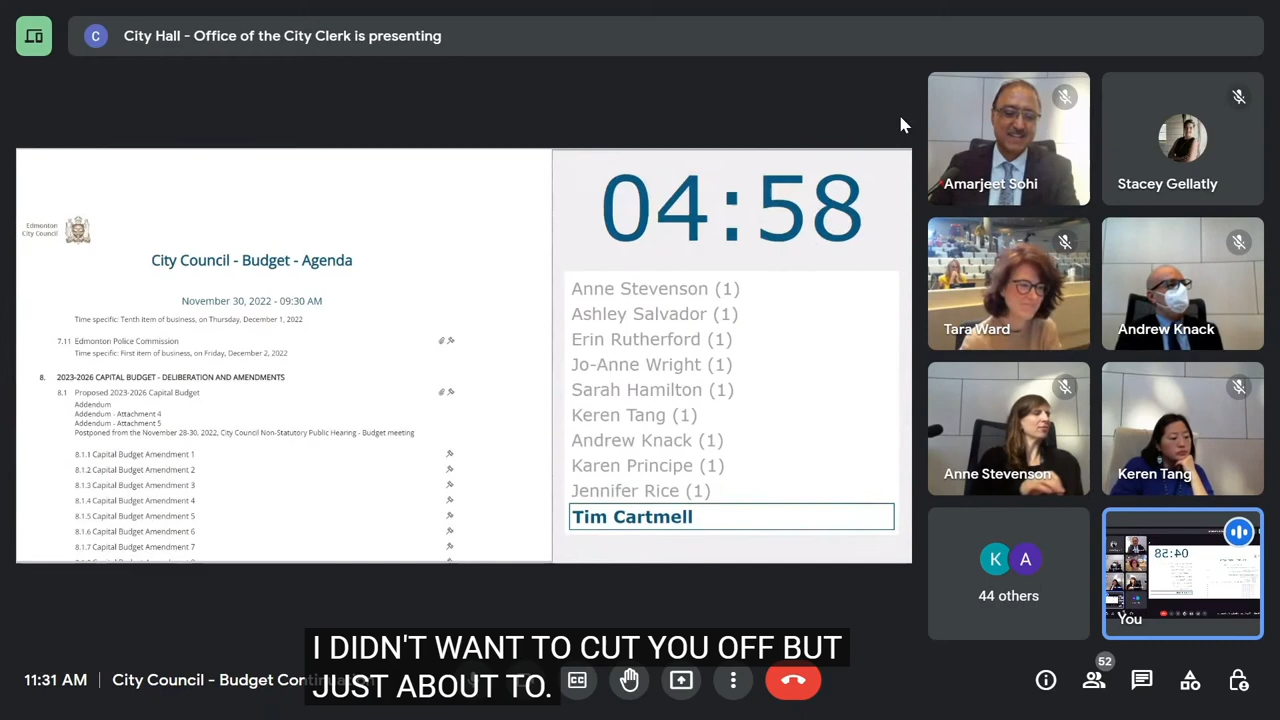 C
City Hall - Office of the City Clerk is presenting
Edmonton
City Council
City Council - Budget - Agenda
November 30, 2022 - 09:30 AM
Time specific: Tenth item of business, on Thursday, December 1, 2022
7.11 Edmonton Police Commission
Time specific: First item of business, on Friday, December 2, 2022
8. 2023-2026 CAPITAL BUDGET - DELIBERATION AND AMENDMENTS
8.1 Proposed 2023-2026 Capital Budget
Addendum
Addendum - Attachment 4
Addendum - Attachment 5
Postponed from the November 28-30, 2022, City Council Non-Statutory Public Hearing - Budget meeting
8.1.1 Capital Budget Amendment 1
8.1.2 Capital Budget Amendment 2
8.1.3 Capital Budget Amendment 3
8.1.4 Capital Budget Amendment 4
8.1.5 Capital Budget Amendment 5
8.1.6 Capital Budget Amendment 6
8.1.7 Capital Budget Amendment 7
04:58
Anne Stevenson (1)
Ashley Salvador (1)
Erin Rutherford (1)
Jo-Anne Wright (1)
Sarah Hamilton (1)
Keren Tang (1)
Andrew Knack (1)
Karen Principe (1)
Jennifer Rice (1)
Tim Cartmell
Amarjeet Sohi
Stacey Gellatly
Tara Ward
Andrew Knack
Anne Stevenson
Keren Tang
K A
44 others
04:58
You
I DIDN'T WANT TO CUT YOU OFF BUT
JUST ABOUT TO.
11:31 AM
City Council - Budget Contin
CC
52